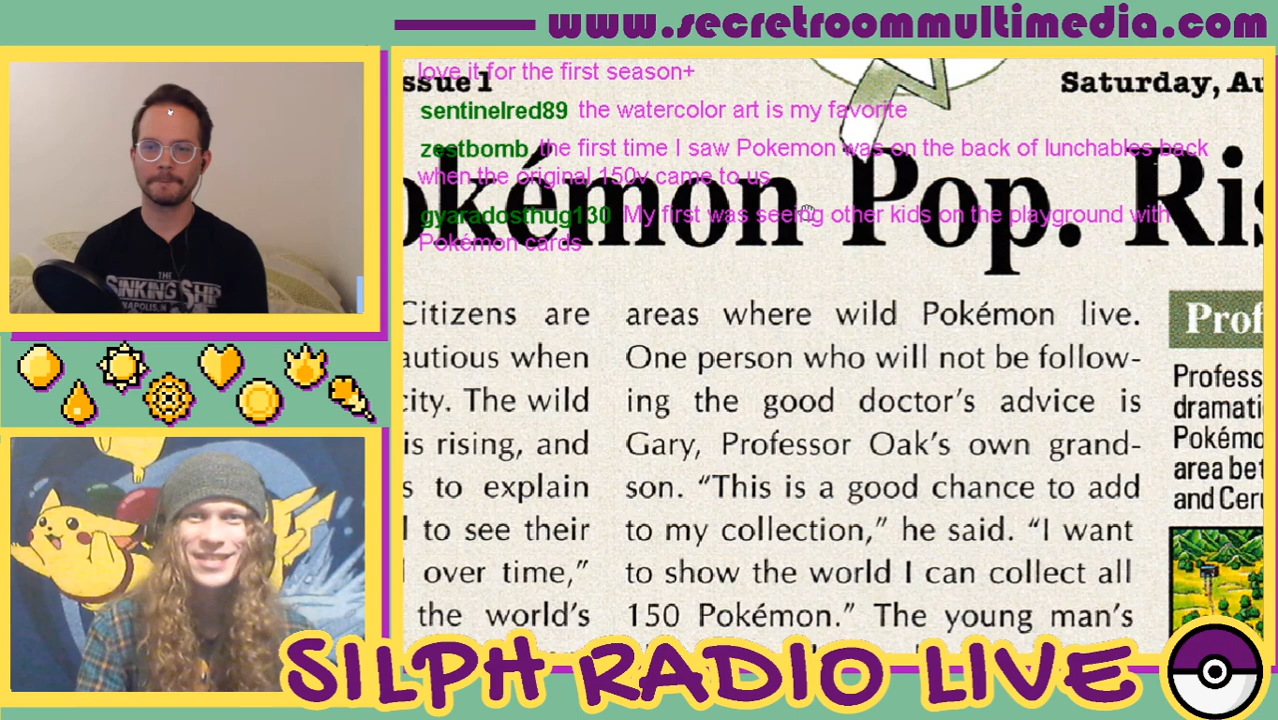 www.secretroommultimedia.com
love it for the first season+
ssue 1
Saturday, Au
sentinelred89 the watercolor art is my favorite
zestbomb the first time I saw Pokemon was on the back of lunchables back
when the original 150v came to us
gyaradosthug130 My first was seeing other kids on the playground with
Pokémon cards
okémon Pop. Ris
Citizens are
autious when
city. The wild
is rising, and
s to explain
l to see their
over time,"
the world's
areas where wild Pokémon live.
One person who will not be follow-
ing the good doctor's advice is
Gary, Professor Oak's own grand-
son. "This is a good chance to add
to my collection," he said. "I want
to show the world I can collect all
150 Pokémon." The young man's
Prof
Profess
dramati
Pokémo
area bet
and Ceru
THE
SINKING SHIP
NAPOLIS, IN
SILPH RADIO LIVE